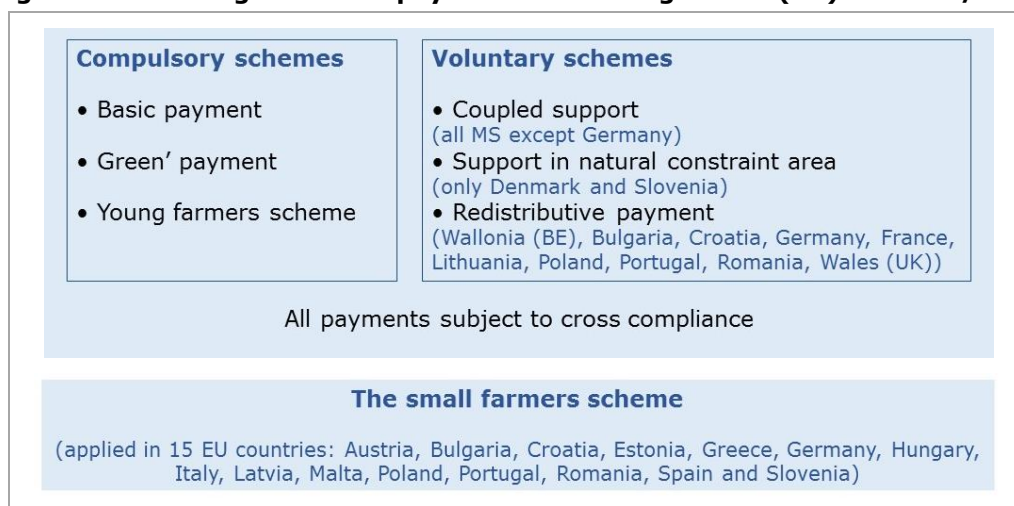 Compulsory schemes
• Basic payment
• Green’ payment
• Young farmers scheme
Voluntary schemes
• Coupled support
(all MS except Germany)
• Support in natural constraint area
(only Denmark and Slovenia)
• Redistributive payment
(Wallonia (BE), Bulgaria, Croatia, Germany, France,
Lithuania, Poland, Portugal, Romania, Wales (UK))
All payments subject to cross compliance
The small farmers scheme
(applied in 15 EU countries: Austria, Bulgaria, Croatia, Estonia, Greece, Germany, Hungary,
Italy, Latvia, Malta, Poland, Portugal, Romania, Spain and Slovenia)